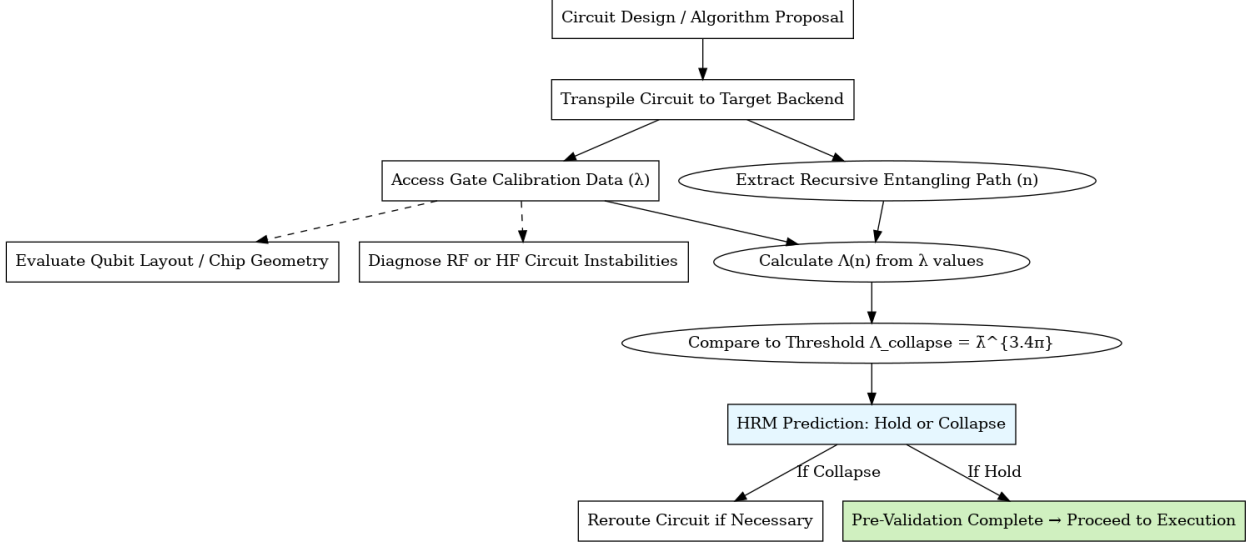 Circuit Design / Algorithm Proposal
Transpile Circuit to Target Backend
Access Gate Calibration Data (λ)
Extract Recursive Entangling Path (n)
Evaluate Qubit Layout / Chip Geometry
Diagnose RF or HF Circuit Instabilities
Calculate Λ(n) from λ values
Compare to Threshold Λ_collapse = λ̄^{3.4π}
HRM Prediction: Hold or Collapse
If Collapse
If Hold
Reroute Circuit if Necessary
Pre-Validation Complete → Proceed to Execution